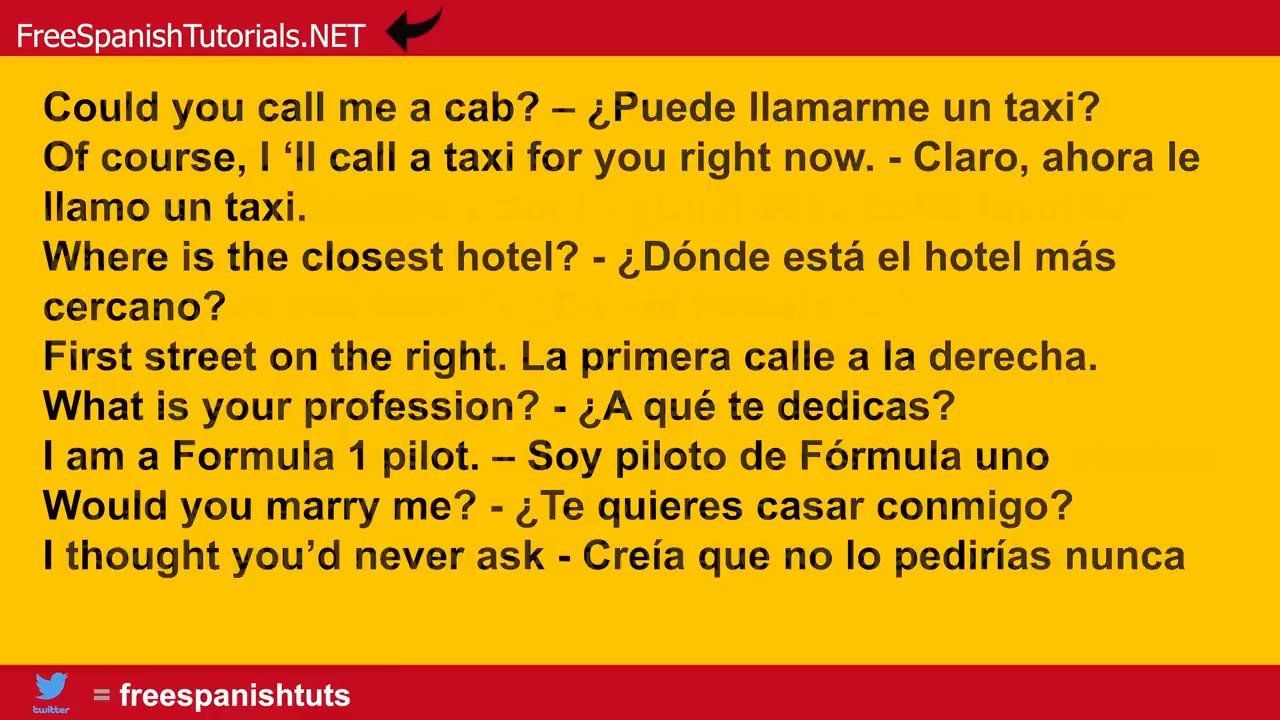 FreeSpanishTutorials.NET
Could you call me a cab? – ¿Puede llamarme un taxi?
Of course, I ‘ll call a taxi for you right now. - Claro, ahora le
llamo un taxi.
Where is the closest hotel? - ¿Dónde está el hotel más
cercano?
First street on the right. La primera calle a la derecha.
What is your profession? - ¿A qué te dedicas?
I am a Formula 1 pilot. – Soy piloto de Fórmula uno
Would you marry me? - ¿Te quieres casar conmigo?
I thought you’d never ask - Creía que no lo pedirías nunca
twitter = freespanishtuts